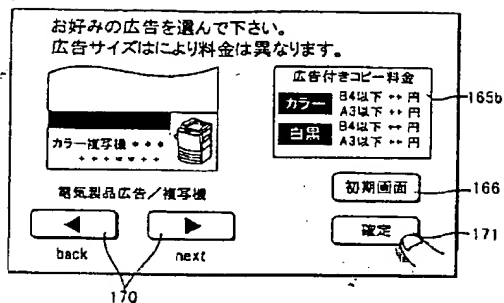 お好みの広告を選んで下さい。
広告サイズはにより料金は異なります。
カラー複写機 * * *
* * * * * *
電気製品広告/複写機
back
next
170
広告付きコピー料金
カラー
B4以下 ** 円
A3以下 ** 円
白黒
B4以下 ** 円
A3以下 ** 円
165b
初期画面
166
確定
171